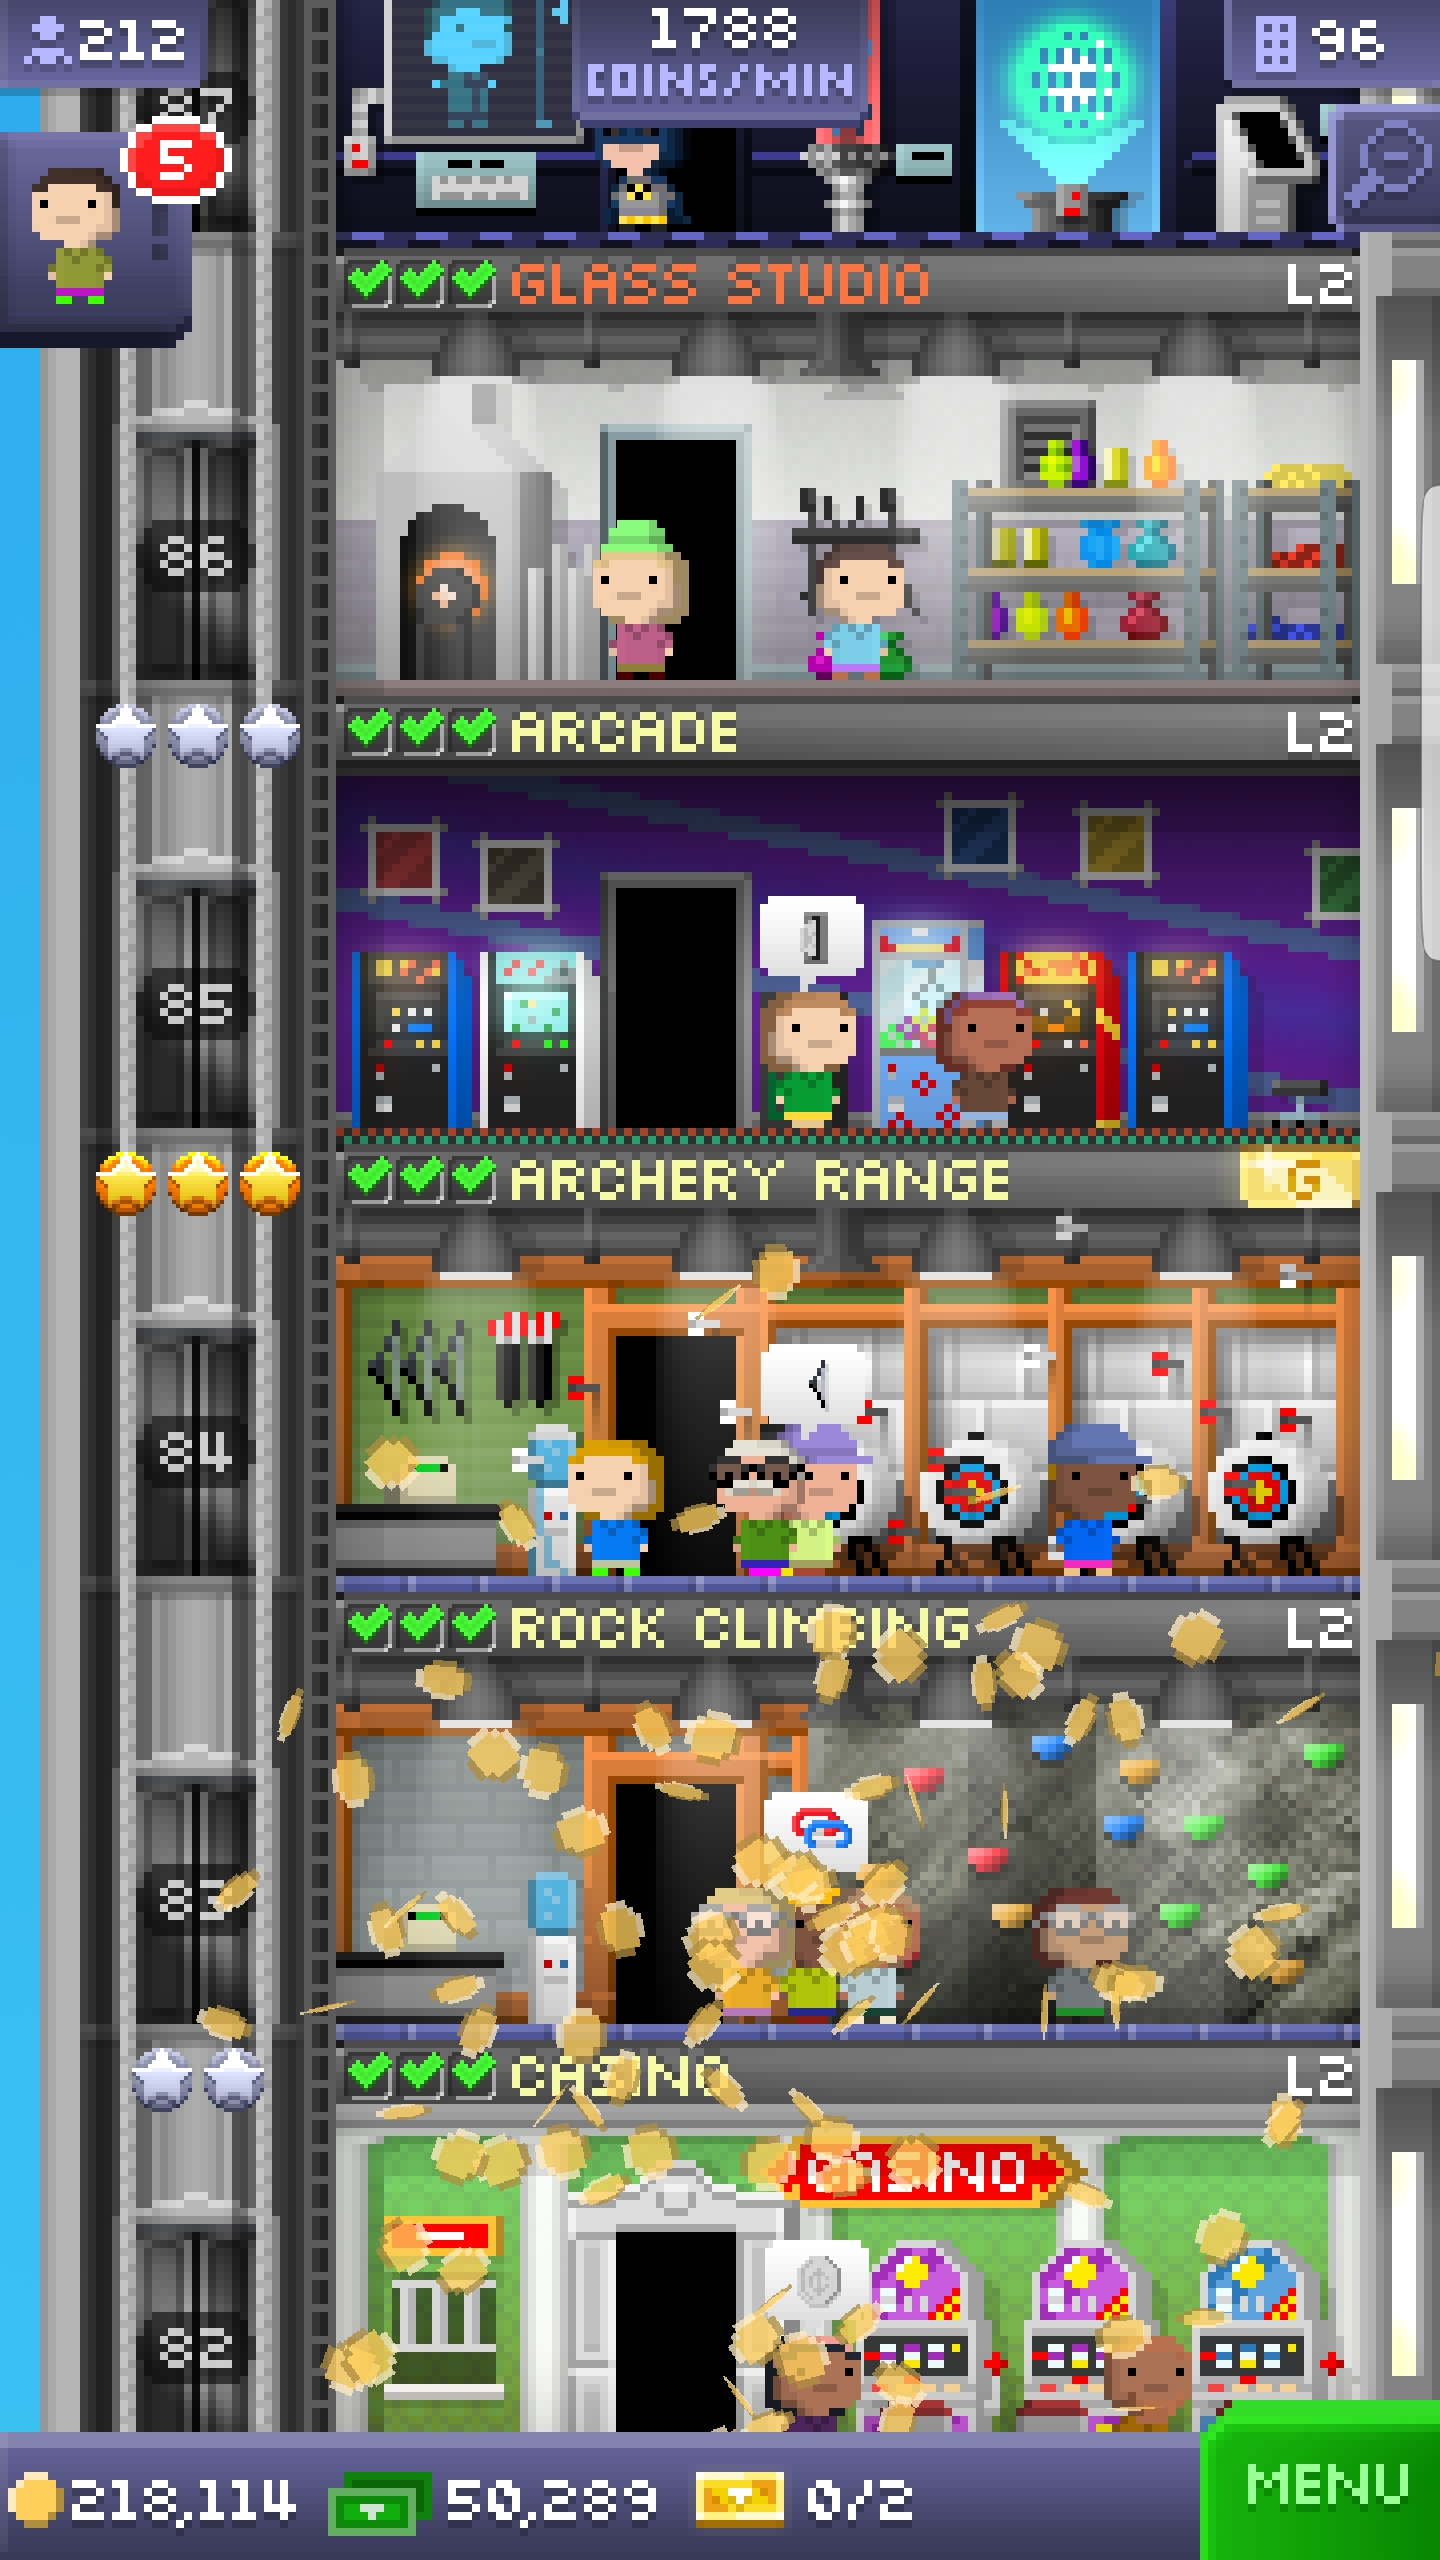 212
1788
COINS/MIN
96
87
5
GLASS STUDIO
L2
86
ARCADE
L2
85
ARCHERY RANGE
G
84
ROCK CLIMBING
L2
83
CASINO
L2
CASINO
82
218,114
50,289
0/2
MENU